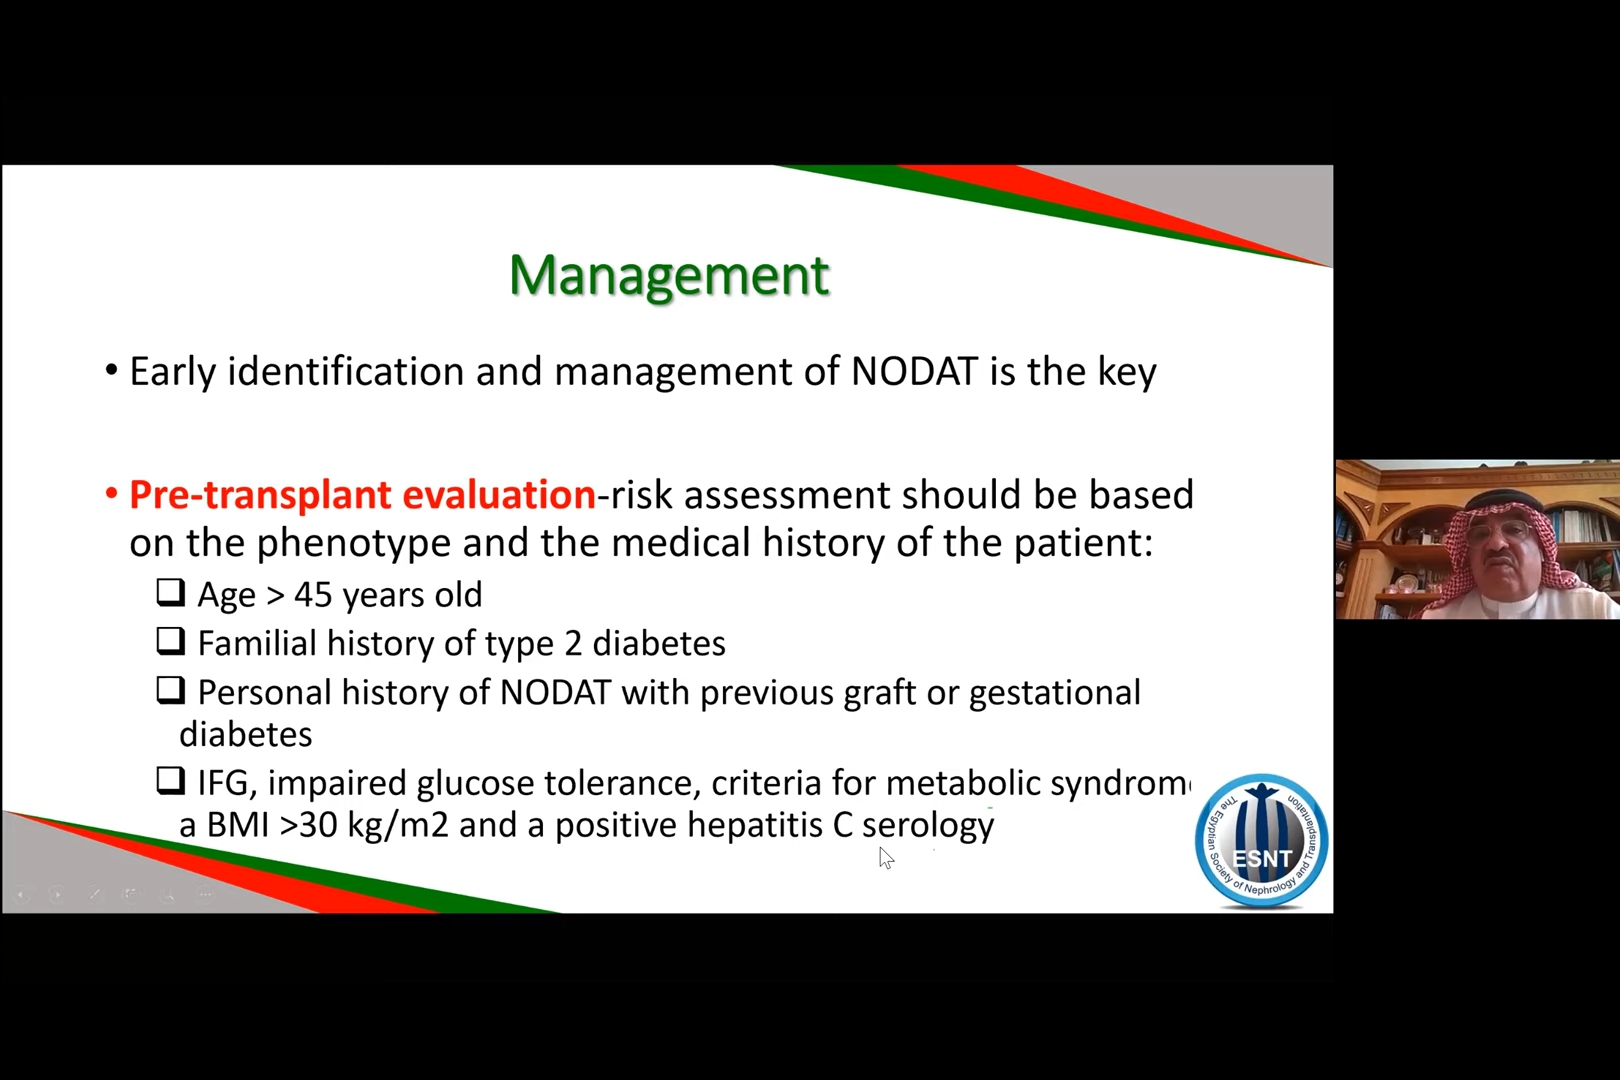 Management
• Early identification and management of NODAT is the key
• Pre-transplant evaluation-risk assessment should be based
on the phenotype and the medical history of the patient:
❑ Age > 45 years old
❑ Familial history of type 2 diabetes
❑ Personal history of NODAT with previous graft or gestational
diabetes
❑ IFG, impaired glucose tolerance, criteria for metabolic syndrome
a BMI >30 kg/m2 and a positive hepatitis C serology
The Egyptian Society of Nephrology and Transplantation
ESNT